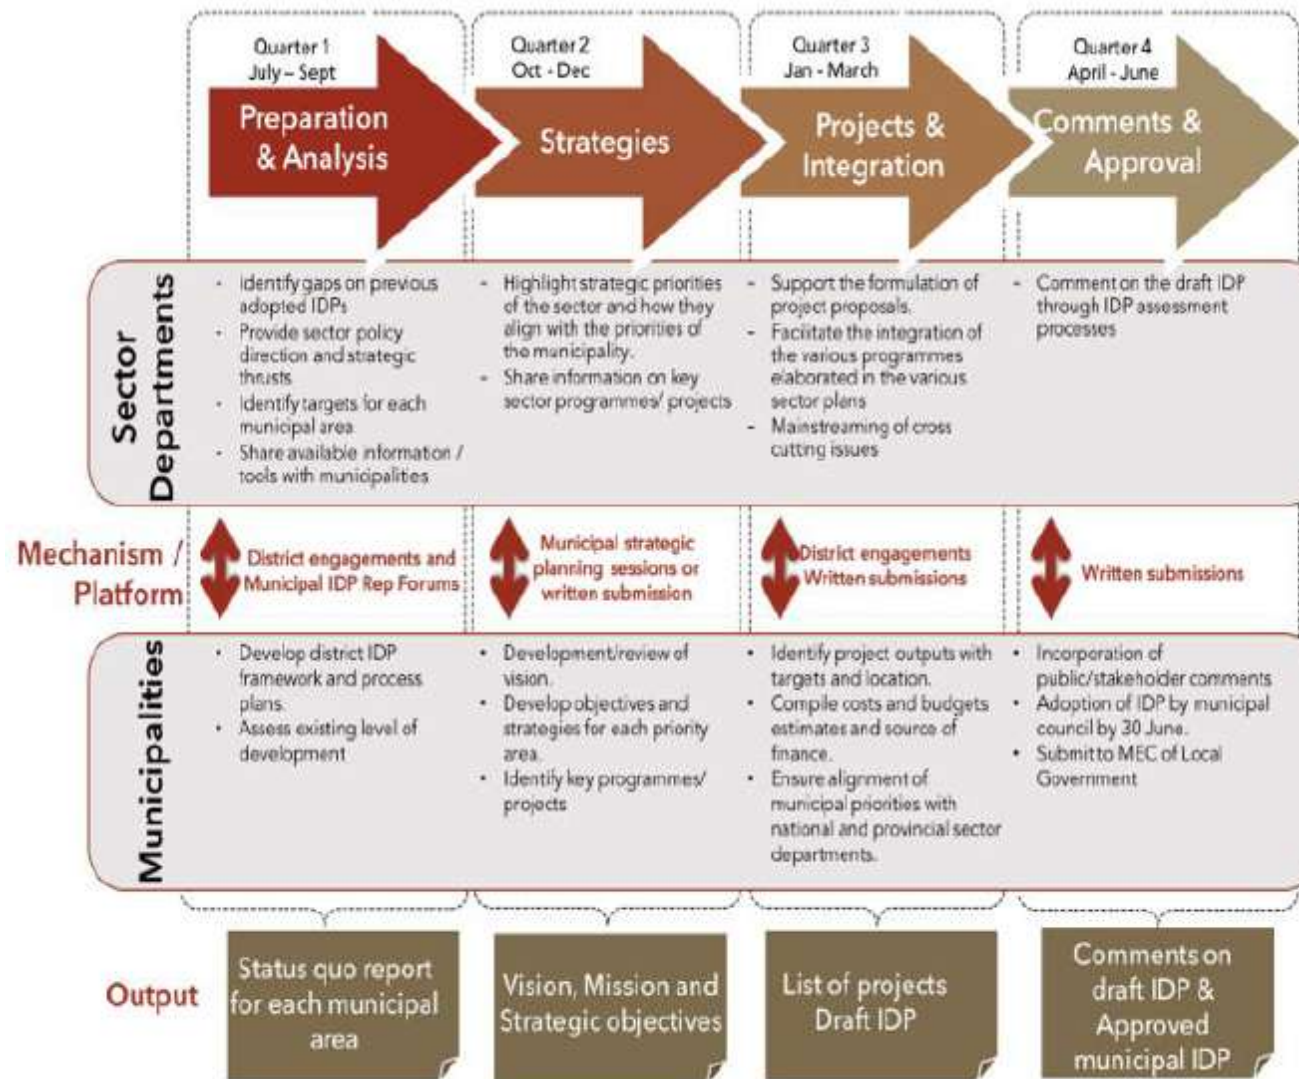 Quarter 1
July – Sept
Preparation
& Analysis
Quarter 2
Oct - Dec
Strategies
Quarter 3
Jan - March
Projects &
Integration
Quarter 4
April - June
Comments &
Approval
Sector
Departments
- Identify gaps on previous
adopted IDPs
- Provide sector policy
direction and strategic
thrusts
- Identify targets for each
municipal area
- Share available information /
tools with municipalities
- Highlight strategic priorities
of the sector and how they
align with the priorities of
the municipality.
- Share information on key
sector programmes/ projects
- Support the formulation of
project proposals.
- Facilitate the integration of
the various programmes
elaborated in the various
sector plans
- Mainstreaming of cross
cutting issues
- Comment on the draft IDP
through IDP assessment
processes
Mechanism /
Platform
District engagements and
Municipal IDP Rep Forums
Municipal strategic
planning sessions or
written submission
District engagements
Written submissions
Written submissions
Municipalities
• Develop district IDP
framework and process
plans.
• Assess existing level of
development
• Development/review of
vision.
• Develop objectives and
strategies for each priority
area.
• Identify key programmes/
projects
• Identify project outputs with
targets and location.
• Compile costs and budgets
estimates and source of
finance.
• Ensure alignment of
municipal priorities with
national and provincial sector
departments.
• Incorporation of
public/stakeholder comments
• Adoption of IDP by municipal
council by 30 June.
• Submit to MEC of Local
Government
Output
Status quo report
for each municipal
area
Vision, Mission and
Strategic objectives
List of projects
Draft IDP
Comments on
draft IDP &
Approved
municipal IDP